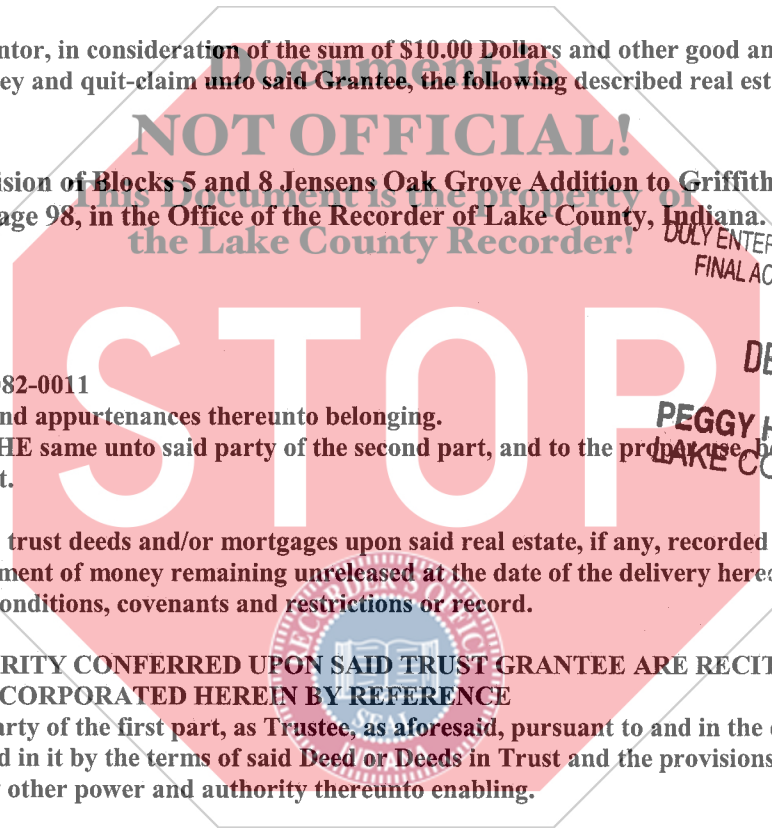 ntor, in consideration of the sum of $10.00 Dollars and other good an
Document is
ey and quit-claim unto said Grantee, the following described real est
NOT OFFICIAL!
ision of Blocks 5 and 8 Jensens Oak Grove Addition to Griffith
This Document is the property of
age 98, in the Office of the Recorder of Lake County, Indiana.
the Lake County Recorder!
DULY ENTER
FINAL AC
STOP
DE
082-0011
nd appurtenances thereunto belonging.
PEGGY H
HE same unto said party of the second part, and to the proper use, be
LAKE CO
t.
trust deeds and/or mortgages upon said real estate, if any, recorded
ment of money remaining unreleased at the date of the delivery here
onditions, covenants and restrictions or record.
RECORDER'S OFFICE
RITY CONFERRED UPON SAID TRUST GRANTEE ARE RECIT
CORPORATED HEREIN BY REFERENCE
arty of the first part, as Trustee, as aforesaid, pursuant to and in the
SEAL
d in it by the terms of said Deed or Deeds in Trust and the provisions
INDIANA
other power and authority thereunto enabling.